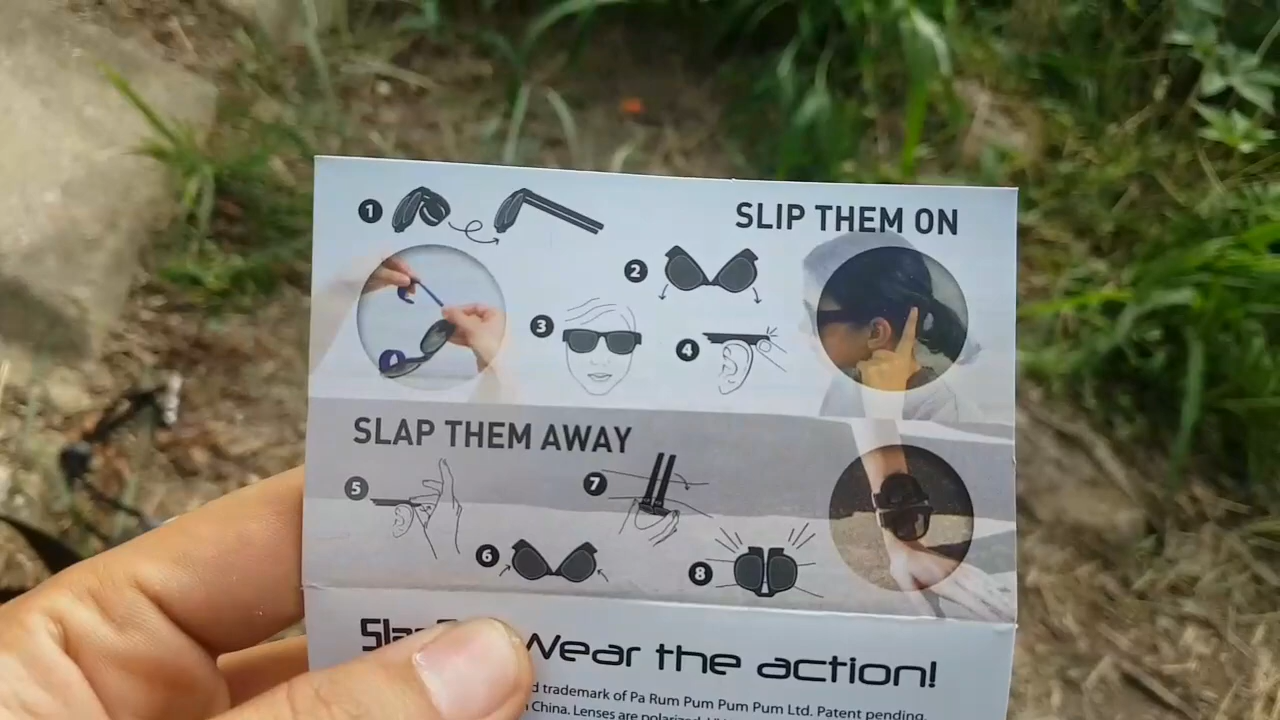 1
SLIP THEM ON
2
3
4
SLAP THEM AWAY
5
7
6
8
Wear the action!
trademark of Pa Rum Pum Pum Pum Ltd. Patent pending.
China. Lenses are polarized.